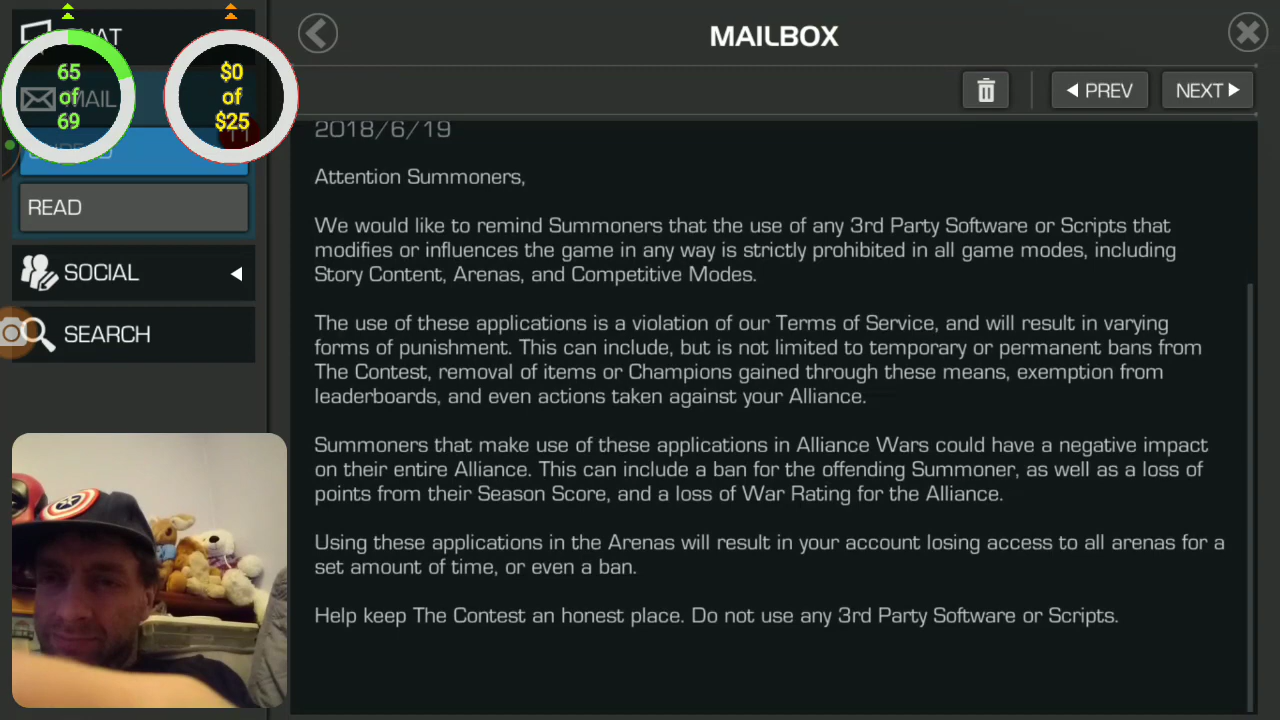 MAILBOX
CHAT
65
of
69
$0
of
$25
MAIL
11
PREV
NEXT
READ
SOCIAL
SEARCH
2018/6/19
Attention Summoners,
We would like to remind Summoners that the use of any 3rd Party Software or Scripts that
modifies or influences the game in any way is strictly prohibited in all game modes, including
Story Content, Arenas, and Competitive Modes.
The use of these applications is a violation of our Terms of Service, and will result in varying
forms of punishment. This can include, but is not limited to temporary or permanent bans from
The Contest, removal of items or Champions gained through these means, exemption from
leaderboards, and even actions taken against your Alliance.
Summoners that make use of these applications in Alliance Wars could have a negative impact
on their entire Alliance. This can include a ban for the offending Summoner, as well as a loss of
points from their Season Score, and a loss of War Rating for the Alliance.
Using these applications in the Arenas will result in your account losing access to all arenas for a
set amount of time, or even a ban.
Help keep The Contest an honest place. Do not use any 3rd Party Software or Scripts.